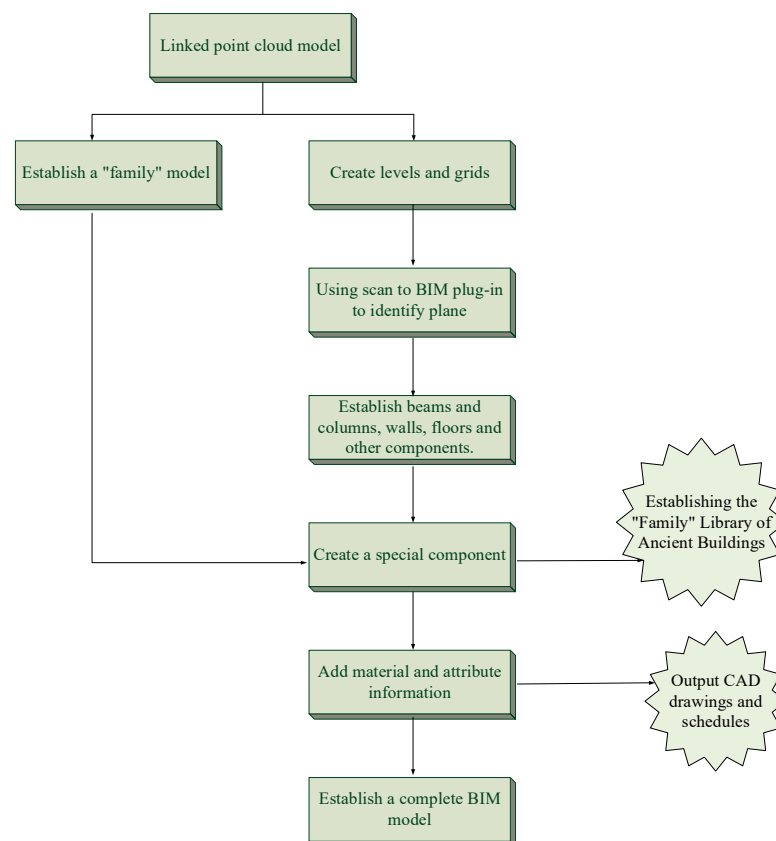 Linked point cloud model
Establish a "family" model
Create levels and grids
Using scan to BIM plug-in
to identify plane
Establish beams and
columns, walls, floors and
other components.
Establishing the
"Family" Library of
Ancient Buildings
Create a special component
Add material and attribute
information
Output CAD
drawings and
schedules
Establish a complete BIM
model